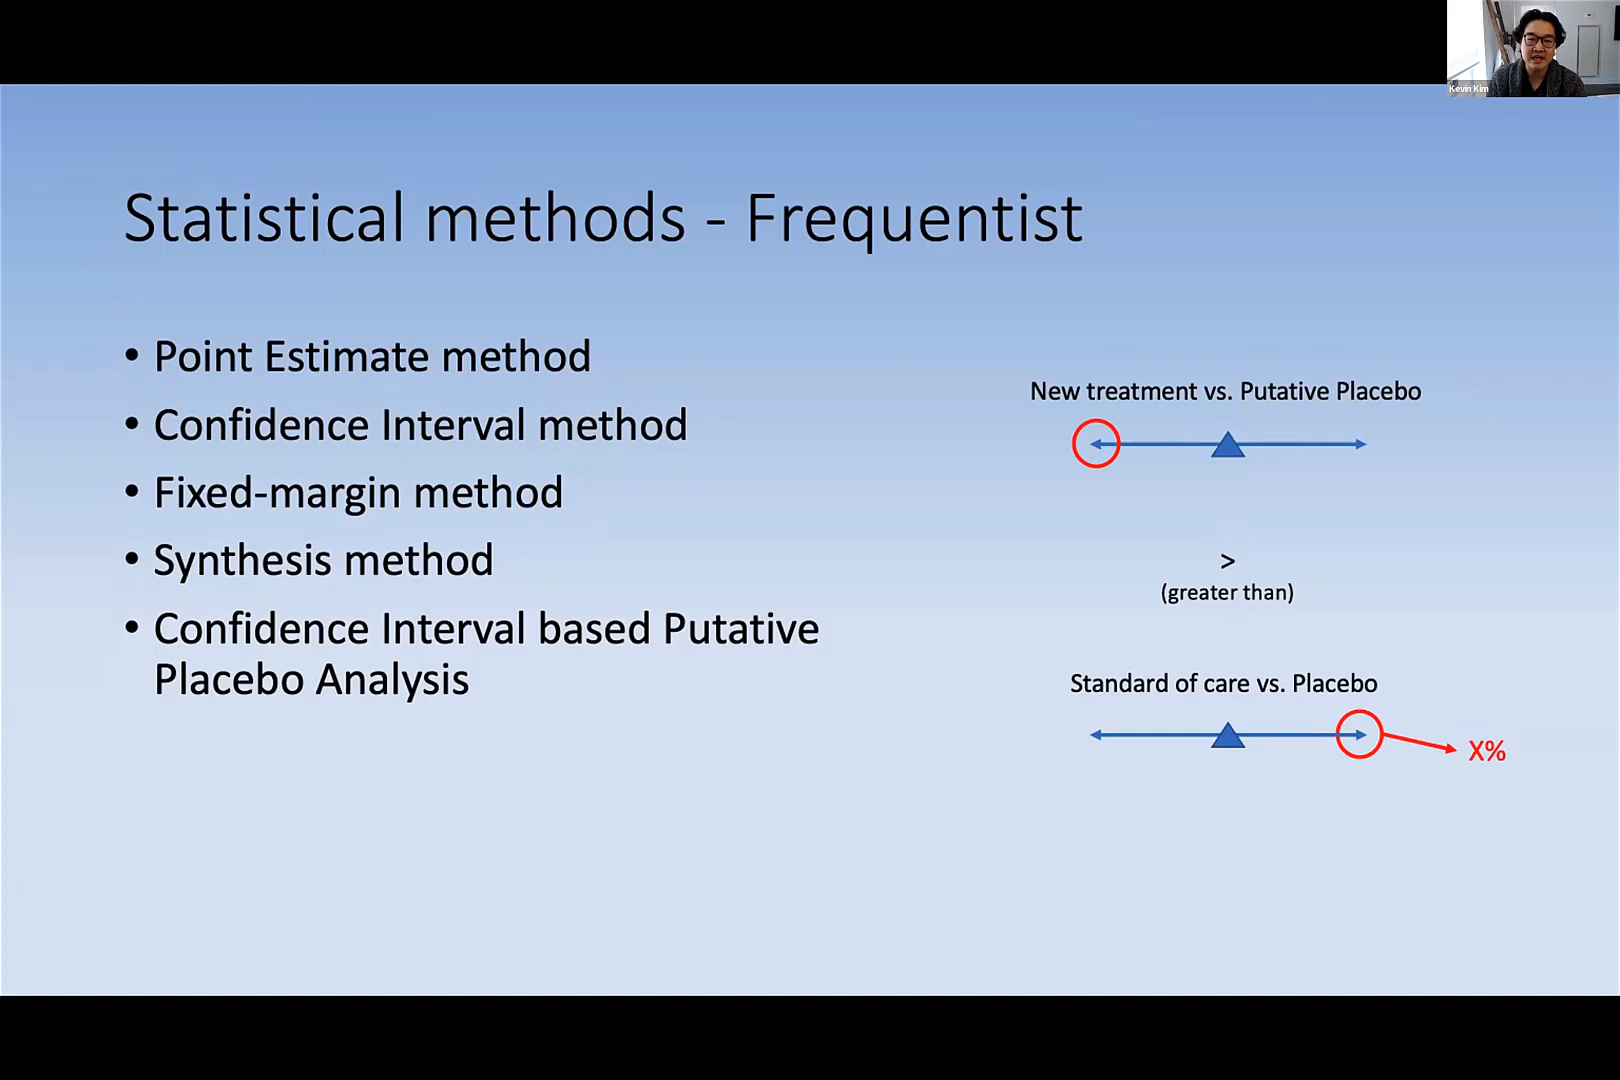 Kevin Kim
Statistical methods - Frequentist
• Point Estimate method
• Confidence Interval method
• Fixed-margin method
• Synthesis method
• Confidence Interval based Putative
Placebo Analysis
New treatment vs. Putative Placebo
>
(greater than)
Standard of care vs. Placebo
X%